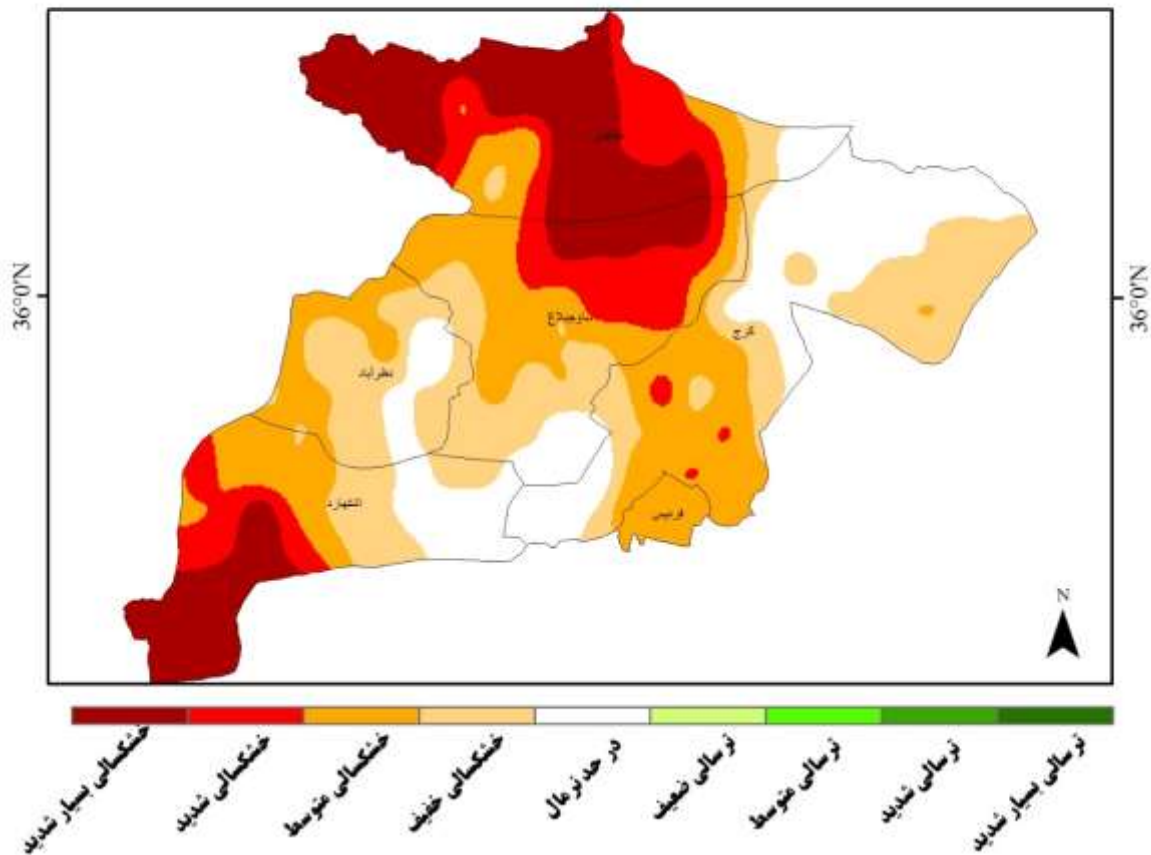 36°0'N
36°0'N
ساوجبلاغ
کرج
نظرآباد
اشتهارد
فردیس
N
خشکسالی بسیار شدید
خشکسالی شدید
خشکسالی متوسط
خشکسالی خفیف
در حد نرمال
ترسالی ضعیف
ترسالی متوسط
ترسالی شدید
ترسالی بسیار شدید